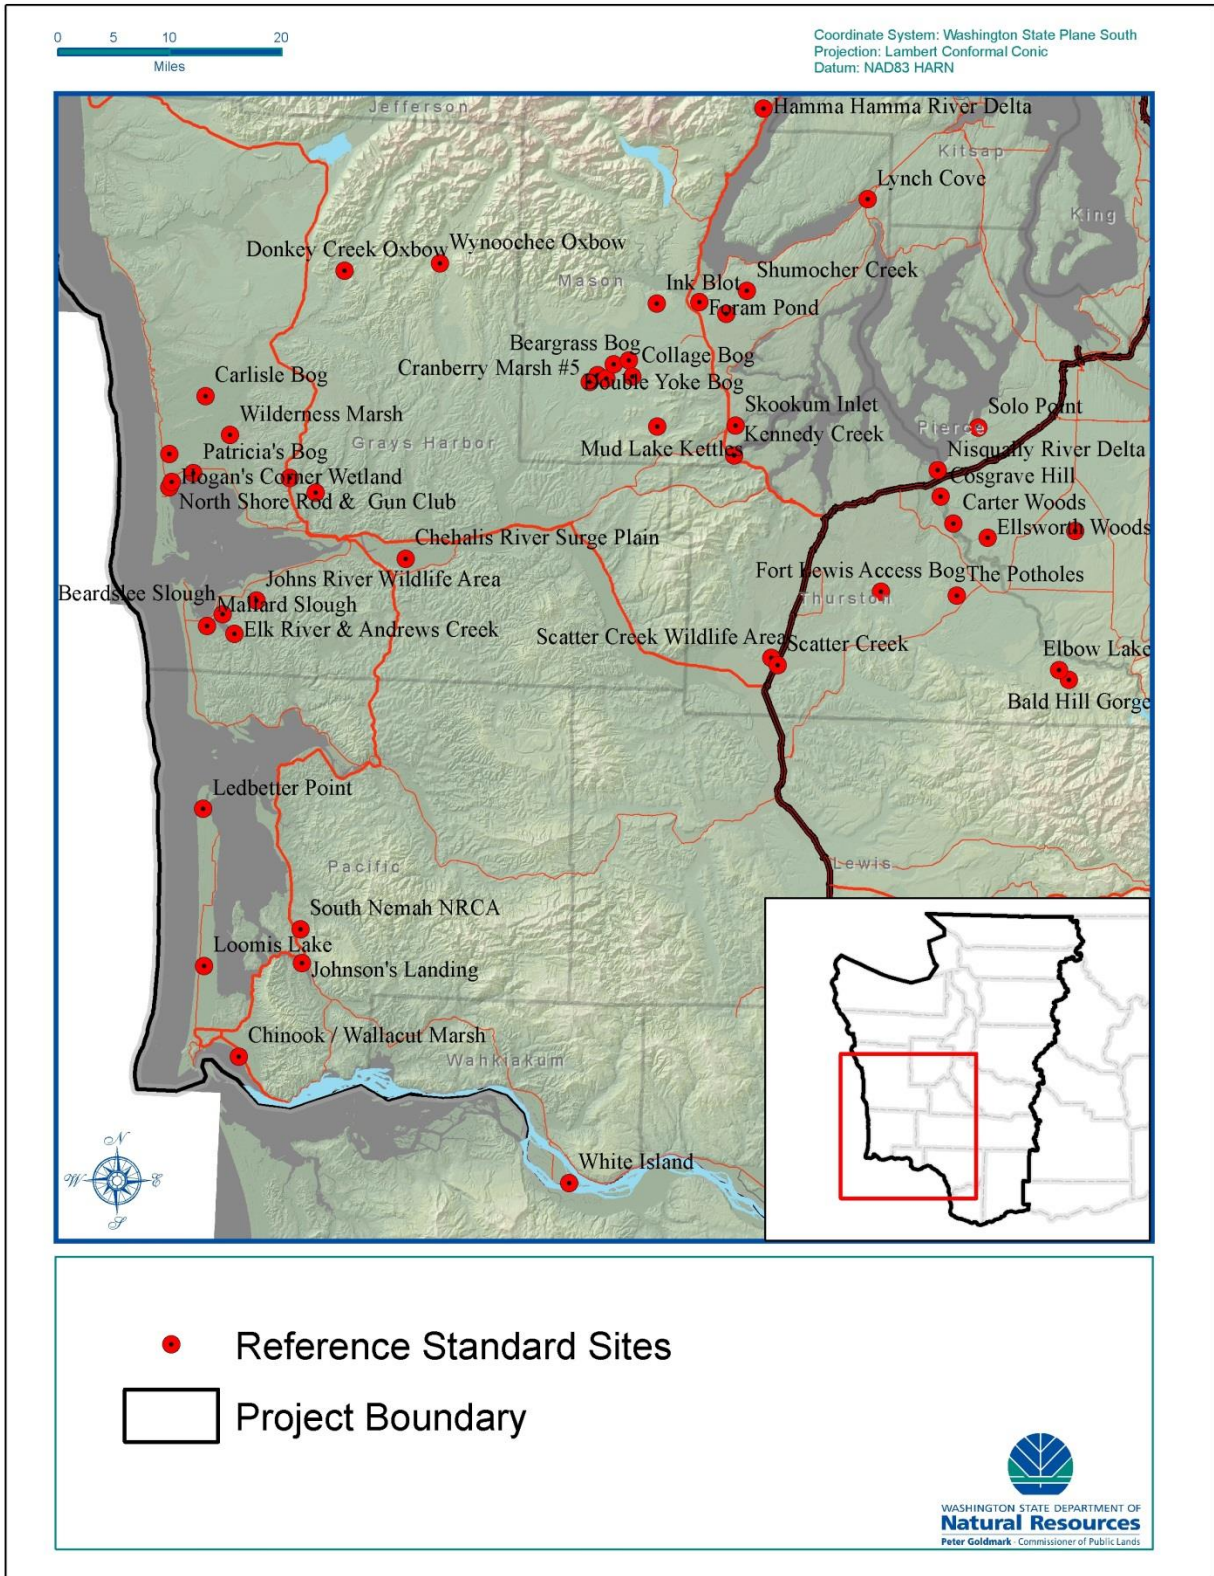 0 5 10 20
Miles
Coordinate System: Washington State Plane South
Projection: Lambert Conformal Conic
Datum: NAD83 HARN
Jefferson
Hamma Hamma River Delta
Kitsap
Lynch Cove
King
Donkey Creek Oxbow
Wynoochee Oxbow
Mason
Ink Blot
Shumocher Creek
Foram Pond
Beargrass Bog
Collage Bog
Cranberry Marsh #5
Double Yoke Bog
Carlisle Bog
Wilderness Marsh
Grays Harbor
Skookum Inlet
Solo Point
Pierce
Mud Lake Kettles
Kennedy Creek
Patricia's Bog
Hogan's Corner Wetland
North Shore Rod & Gun Club
Nisqually River Delta
Cosgrave Hill
Carter Woods
Ellsworth Woods
Chehalis River Surge Plain
Fort Lewis Access Bog
The Potholes
Thurston
Johns River Wildlife Area
Beardslee Slough
Mallard Slough
Elk River & Andrews Creek
Scatter Creek Wildlife Area
Scatter Creek
Elbow Lake
Bald Hill Gorge
Ledbetter Point
Pacific
Lewis
South Nemah NRCA
Loomis Lake
Johnson's Landing
Chinook / Wallacut Marsh
Wahkiakum
White Island
N
W E
S
Reference Standard Sites
Project Boundary
WASHINGTON STATE DEPARTMENT OF
Natural Resources
Peter Goldmark - Commissioner of Public Lands